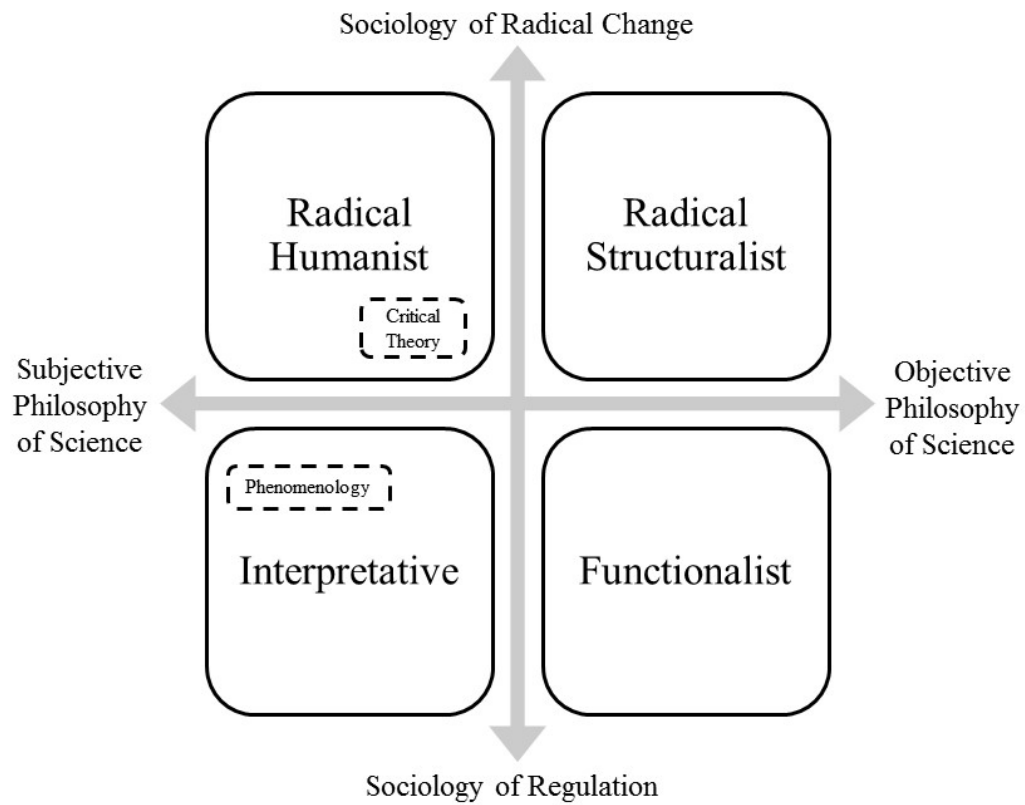 Sociology of Radical Change
Radical
Humanist
Radical
Structuralist
Critical
Theory
Subjective
Philosophy
of Science
Objective
Philosophy
of Science
Phenomenology
Interpretative
Functionalist
Sociology of Regulation